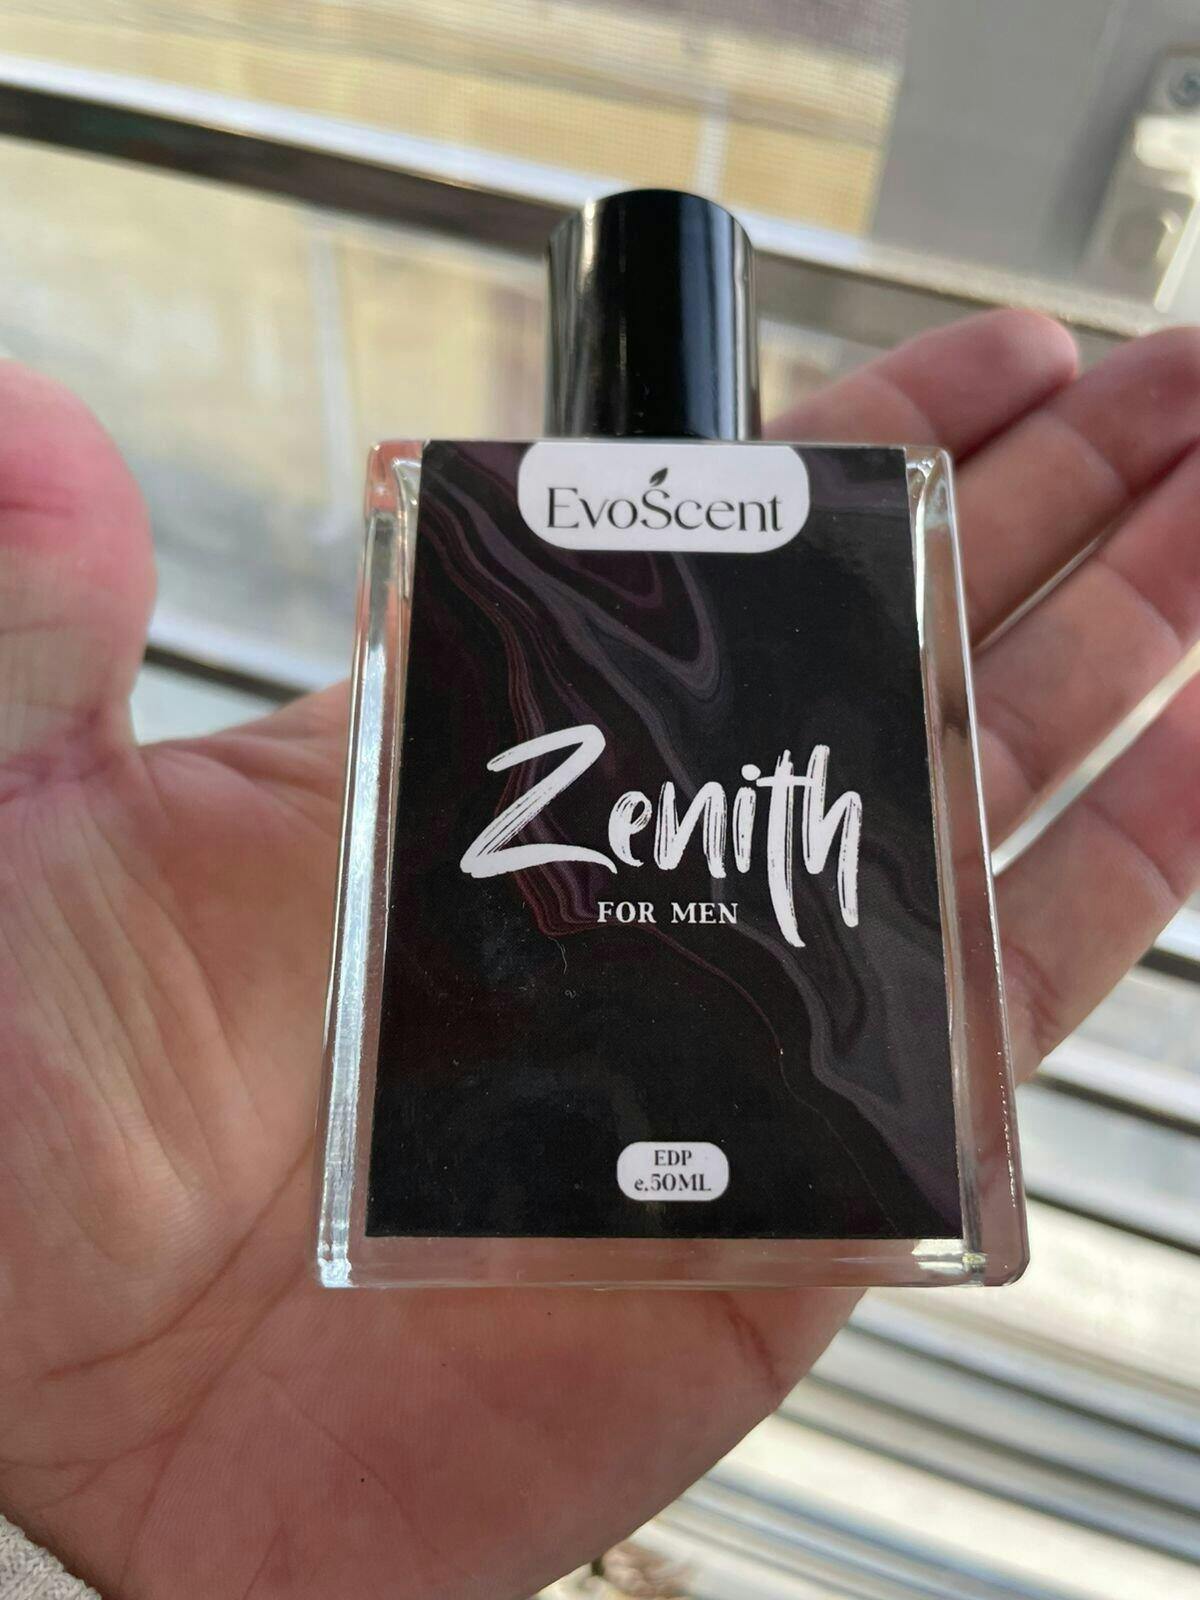 EvoScent
Zenith
FOR MEN
EDP
e.50ML